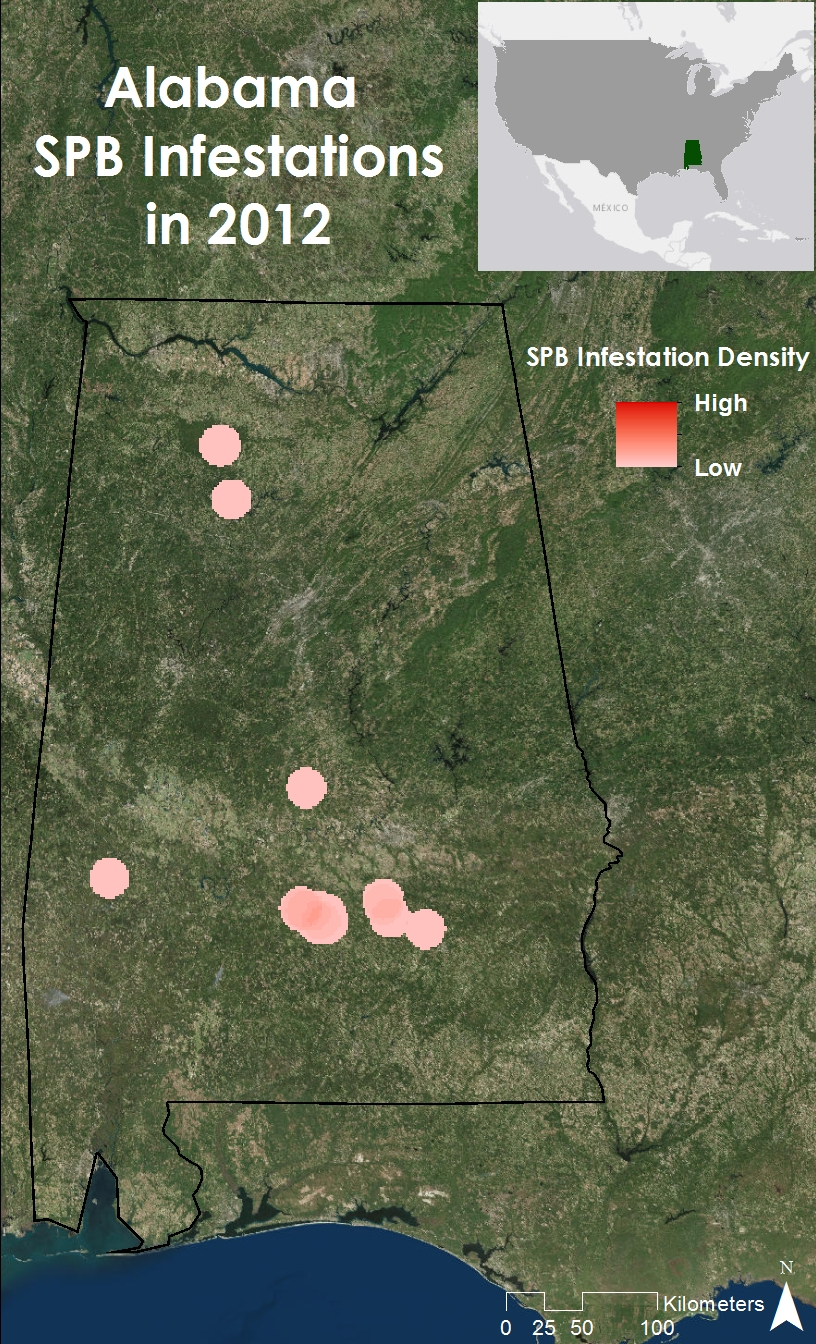 Alabama
SPB Infestations
in 2012
MÉXICO
SPB Infestation Density
High
Low
N
Kilometers
0 25 50 100